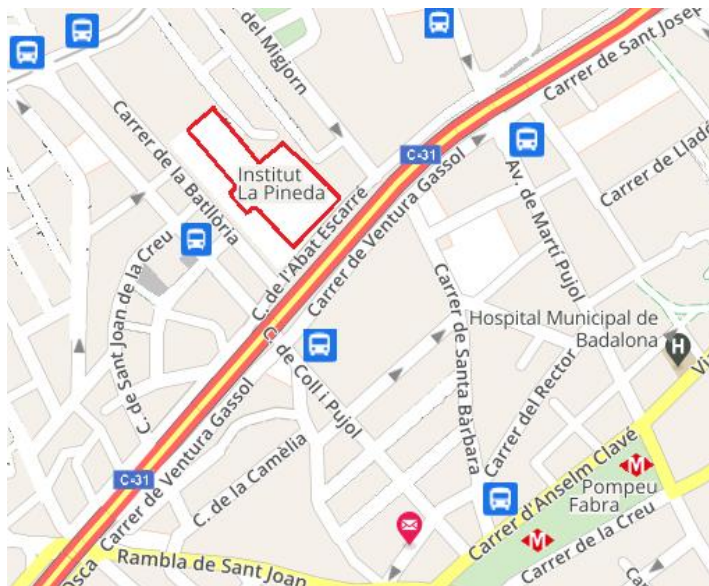 del Migjorn
Carrer de Sant Josep
Carrer de la Batllòria
Institut
La Pineda
C-31
Carrer de Lladó
Av. de Martí Pujol
C. de l'Abat Escarré
Carrer de Ventura Gassol
C. de Sant Joan de la Creu
Carrer de Santa Bàrbara
Hospital Municipal de
Badalona
H
C. de Coll i Pujol
Carrer del Rector
Via
C-31
Carrer de Ventura Gassol
C. de la Camèlia
Carrer d'Anselm Clavé
M
Pompeu
Fabra
M
Carrer de la Creu
Rambla de Sant Joan
Osca